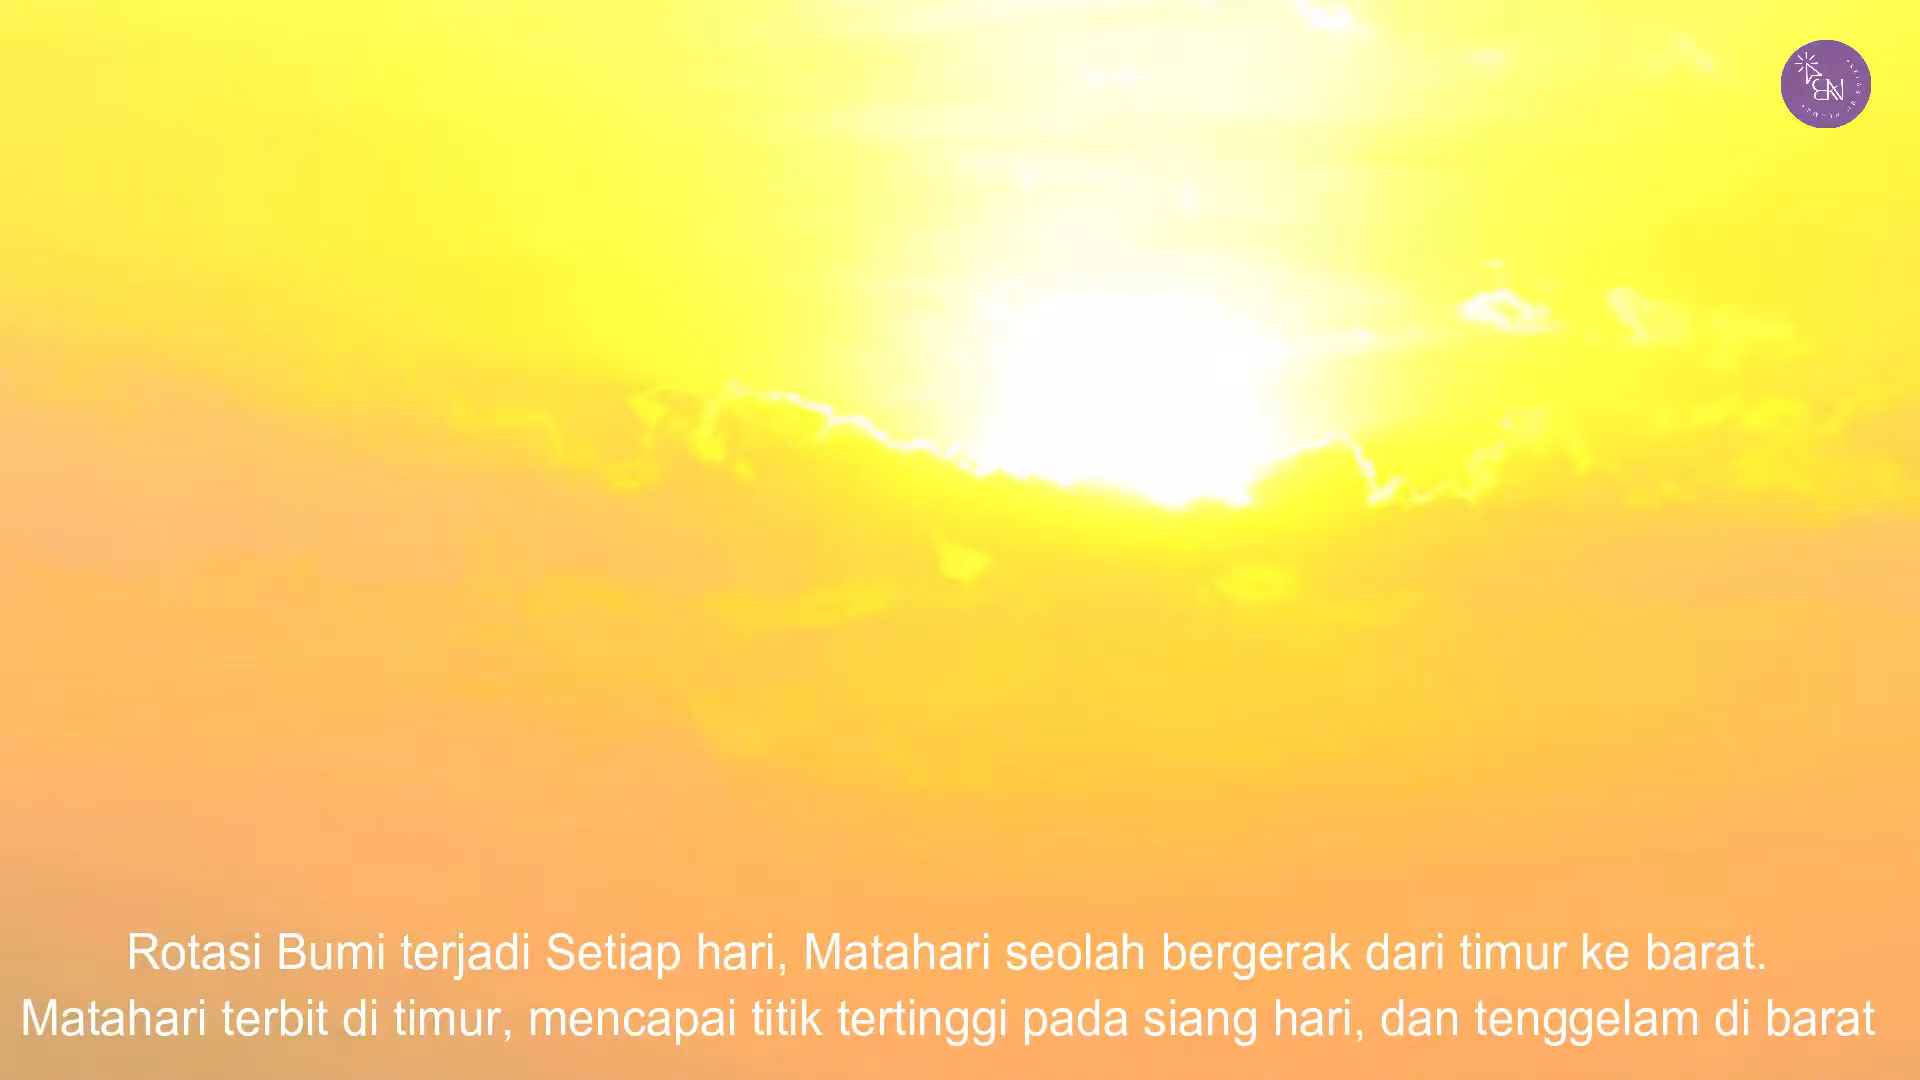 BN
Rotasi Bumi terjadi Setiap hari, Matahari seolah bergerak dari timur ke barat.
Matahari terbit di timur, mencapai titik tertinggi pada siang hari, dan tenggelam di barat